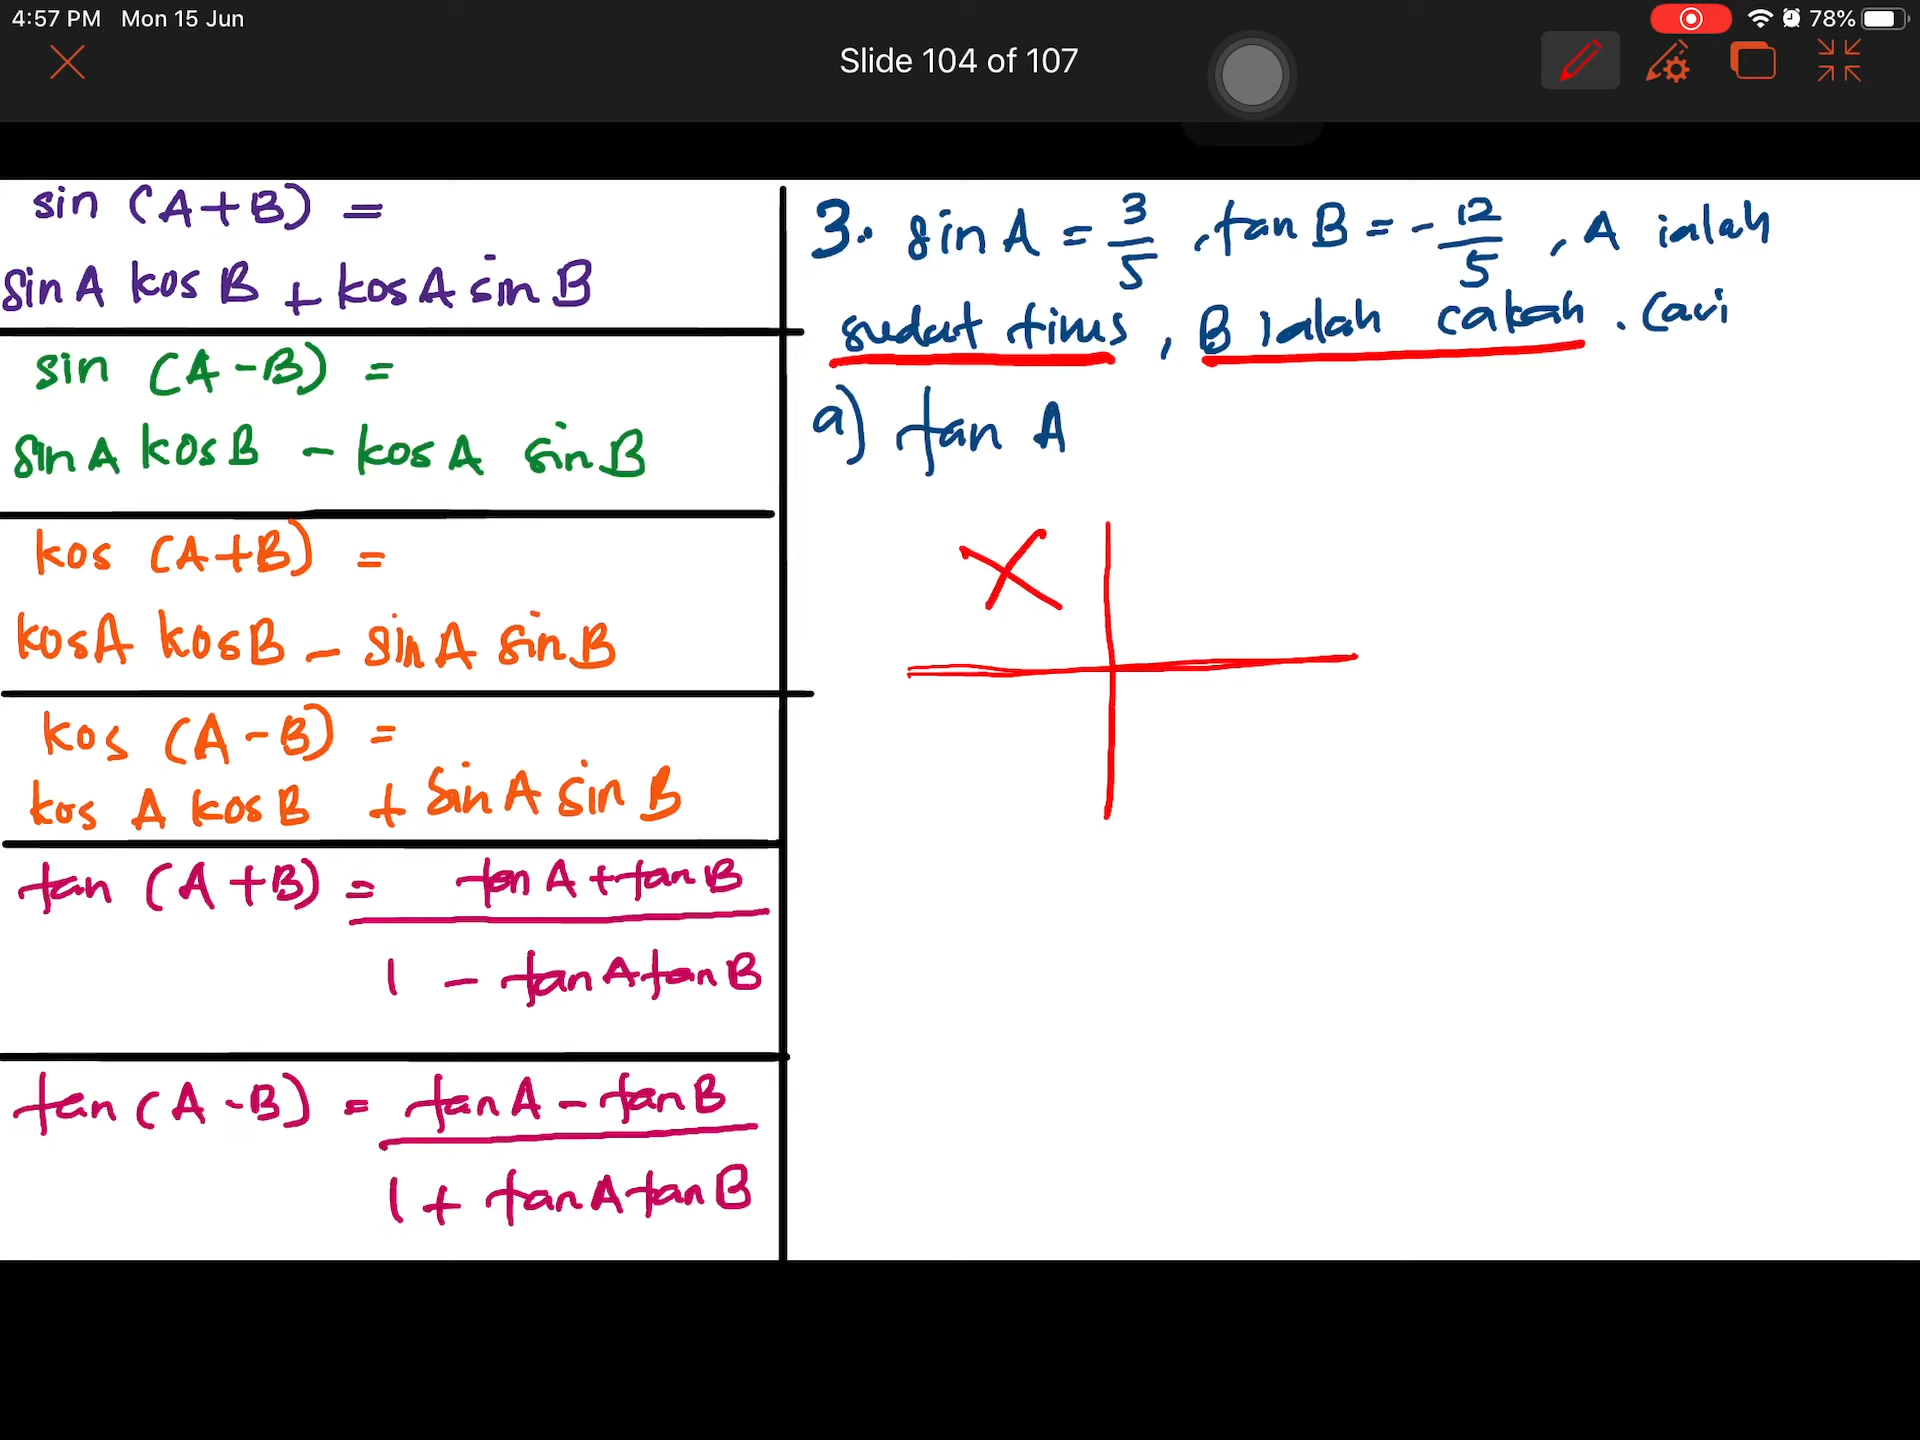 4:57 PM Mon 15 Jun
78%
Slide 104 of 107
sin (A+B) =
sin A kos B + kos A sin B
sin (A-B) =
sin A kos B - kos A sin B
kos (A+B) =
kos A kos B - sin A sin B
kos (A-B) =
kos A kos B + sin A sin B
tan (A+B) = tan A + tan B
1 - tan A tan B
tan (A-B) = tan A - tan B
1 + tan A tan B
3. sin A = 3/5 , tan B = - 12/5 , A ialah
sudut tirus , B ialah cakah . Cari
a) tan A